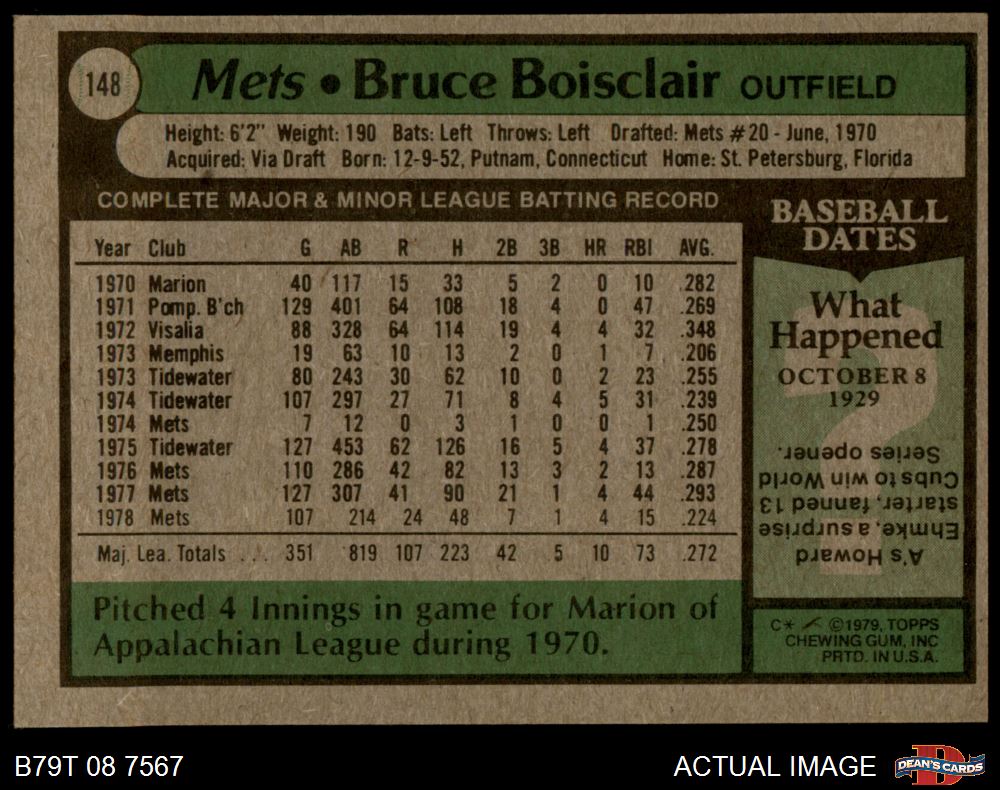 148
Mets • Bruce Boisclair OUTFIELD
Height: 6'2" Weight: 190 Bats: Left Throws: Left Drafted: Mets #20 - June, 1970
Acquired: Via Draft Born: 12-9-52, Putnam, Connecticut Home: St. Petersburg, Florida
COMPLETE MAJOR & MINOR LEAGUE BATTING RECORD
Year Club G AB R H 2B 3B HR RBI AVG.
1970 Marion 40 117 15 33 5 2 0 10 .282
1971 Pomp. B'ch 129 401 64 108 18 4 0 47 .269
1972 Visalia 88 328 64 114 19 4 4 32 .348
1973 Memphis 19 63 10 13 2 0 1 7 .206
1973 Tidewater 80 243 30 62 10 0 2 23 .255
1974 Tidewater 107 297 27 71 8 4 5 31 .239
1974 Mets 7 12 0 3 1 0 0 1 .250
1975 Tidewater 127 453 62 126 16 5 4 37 .278
1976 Mets 110 286 42 82 13 3 2 13 .287
1977 Mets 127 307 41 90 21 1 4 44 .293
1978 Mets 107 214 24 48 7 1 4 15 .224
Maj. Lea. Totals . . . 351 819 107 223 42 5 10 73 .272
Pitched 4 Innings in game for Marion of
Appalachian League during 1970.
BASEBALL
DATES
What
Happened
OCTOBER 8
1929
A's Howard
Ehmke, a surprise
starter, fanned 13
Cubs to win World
Series opener.
C* ©1979, TOPPS
CHEWING GUM, INC
PRTD. IN U.S.A.
B79T 08 7567
ACTUAL IMAGE
DEAN'S CARDS